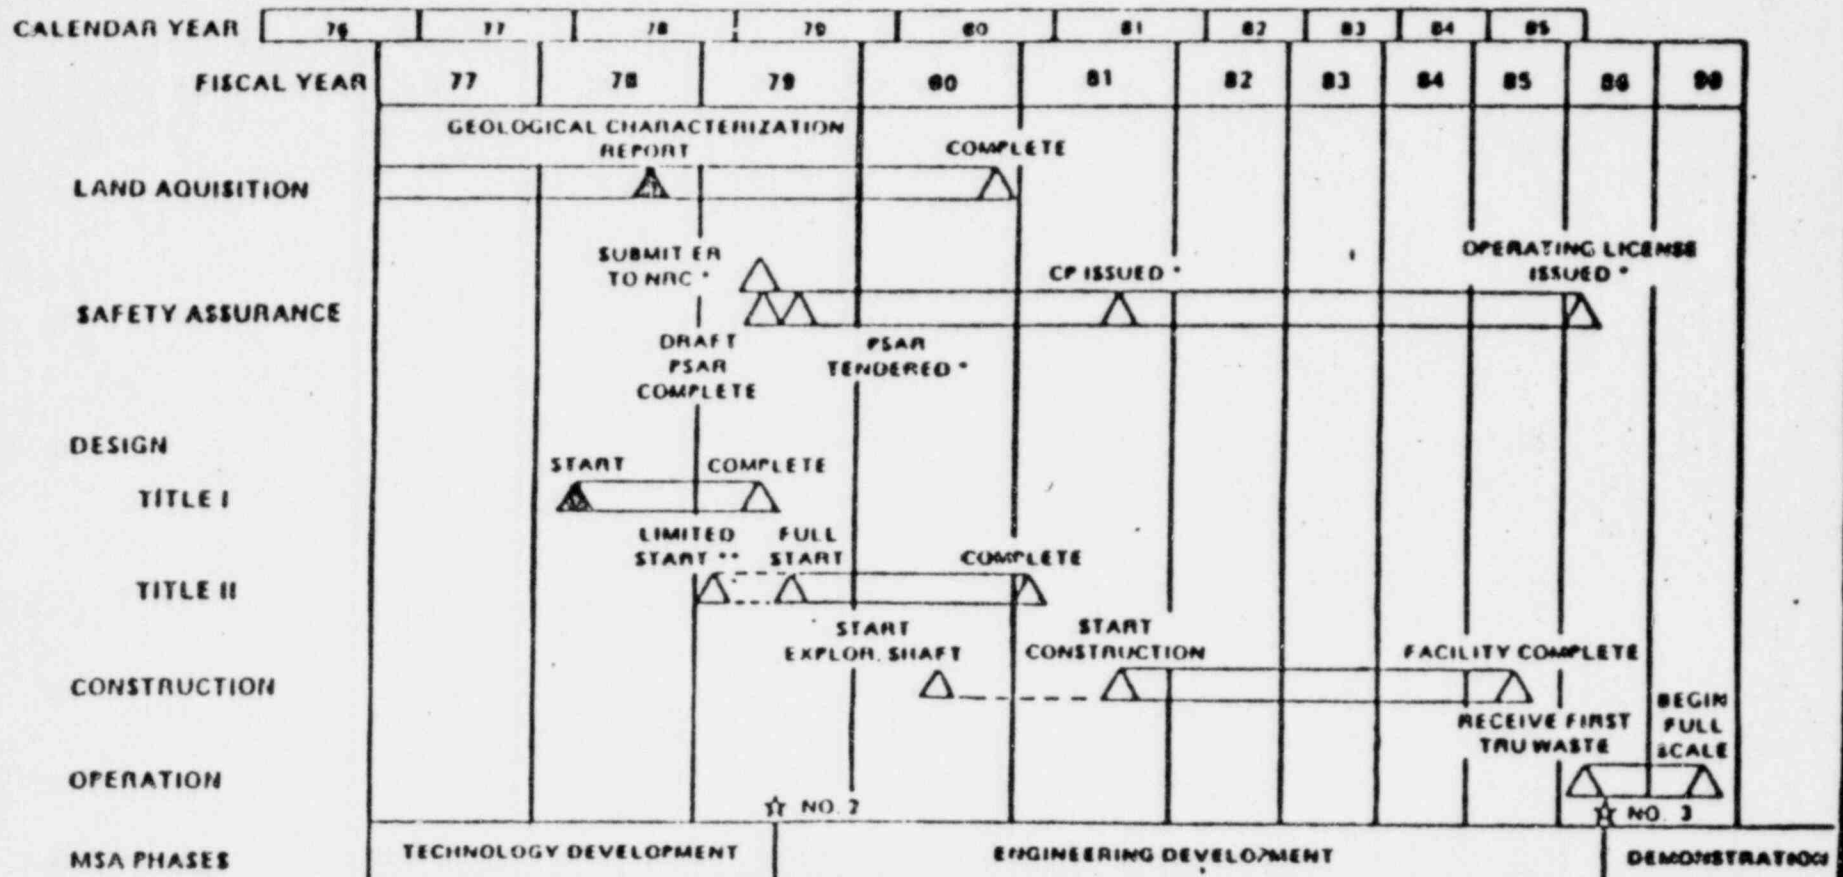 CALENDAR YEAR 76 77 78 79 80 81 82 83 84 85
FISCAL YEAR 77 78 79 80 81 82 83 84 85 86 90
GEOLOGICAL CHARACTERIZATION
REPORT
COMPLETE
LAND AQUISITION
SUBMIT ER
TO NRC *
CP ISSUED *
OPERATING LICENSE
ISSUED *
SAFETY ASSURANCE
DRAFT
PSAR
COMPLETE
PSAR
TENDERED *
DESIGN
START COMPLETE
TITLE I
LIMITED
START **
FULL
START
COMPLETE
TITLE II
START
EXPLOR. SHAFT
START
CONSTRUCTION
FACILITY COMPLETE
CONSTRUCTION
RECEIVE FIRST
TRU WASTE
BEGIN
FULL
SCALE
OPERATION
☆ NO. 2
☆ NO. 3
MSA PHASES TECHNOLOGY DEVELOPMENT ENGINEERING DEVELOPMENT DEMONSTRATION